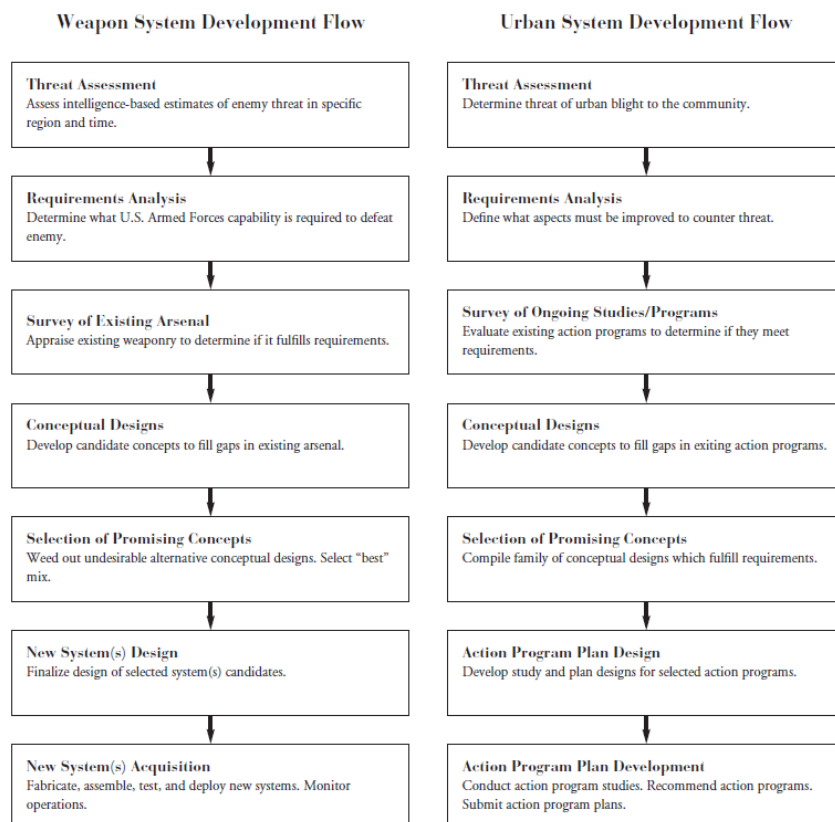 Weapon System Development Flow
Threat Assessment
Assess intelligence-based estimates of enemy threat in specific
region and time.
Requirements Analysis
Determine what U.S. Armed Forces capability is required to defeat
enemy.
Survey of Existing Arsenal
Appraise existing weaponry to determine if it fulfills requirements.
Conceptual Designs
Develop candidate concepts to fill gaps in existing arsenal.
Selection of Promising Concepts
Weed out undesirable alternative conceptual designs. Select “best”
mix.
New System(s) Design
Finalize design of selected system(s) candidates.
New System(s) Acquisition
Fabricate, assemble, test, and deploy new systems. Monitor
operations.
Urban System Development Flow
Threat Assessment
Determine threat of urban blight to the community.
Requirements Analysis
Define what aspects must be improved to counter threat.
Survey of Ongoing Studies/Programs
Evaluate existing action programs to determine if they meet
requirements.
Conceptual Designs
Develop candidate concepts to fill gaps in exiting action programs.
Selection of Promising Concepts
Compile family of conceptual designs which fulfill requirements.
Action Program Plan Design
Develop study and plan designs for selected action programs.
Action Program Plan Development
Conduct action program studies. Recommend action programs.
Submit action program plans.